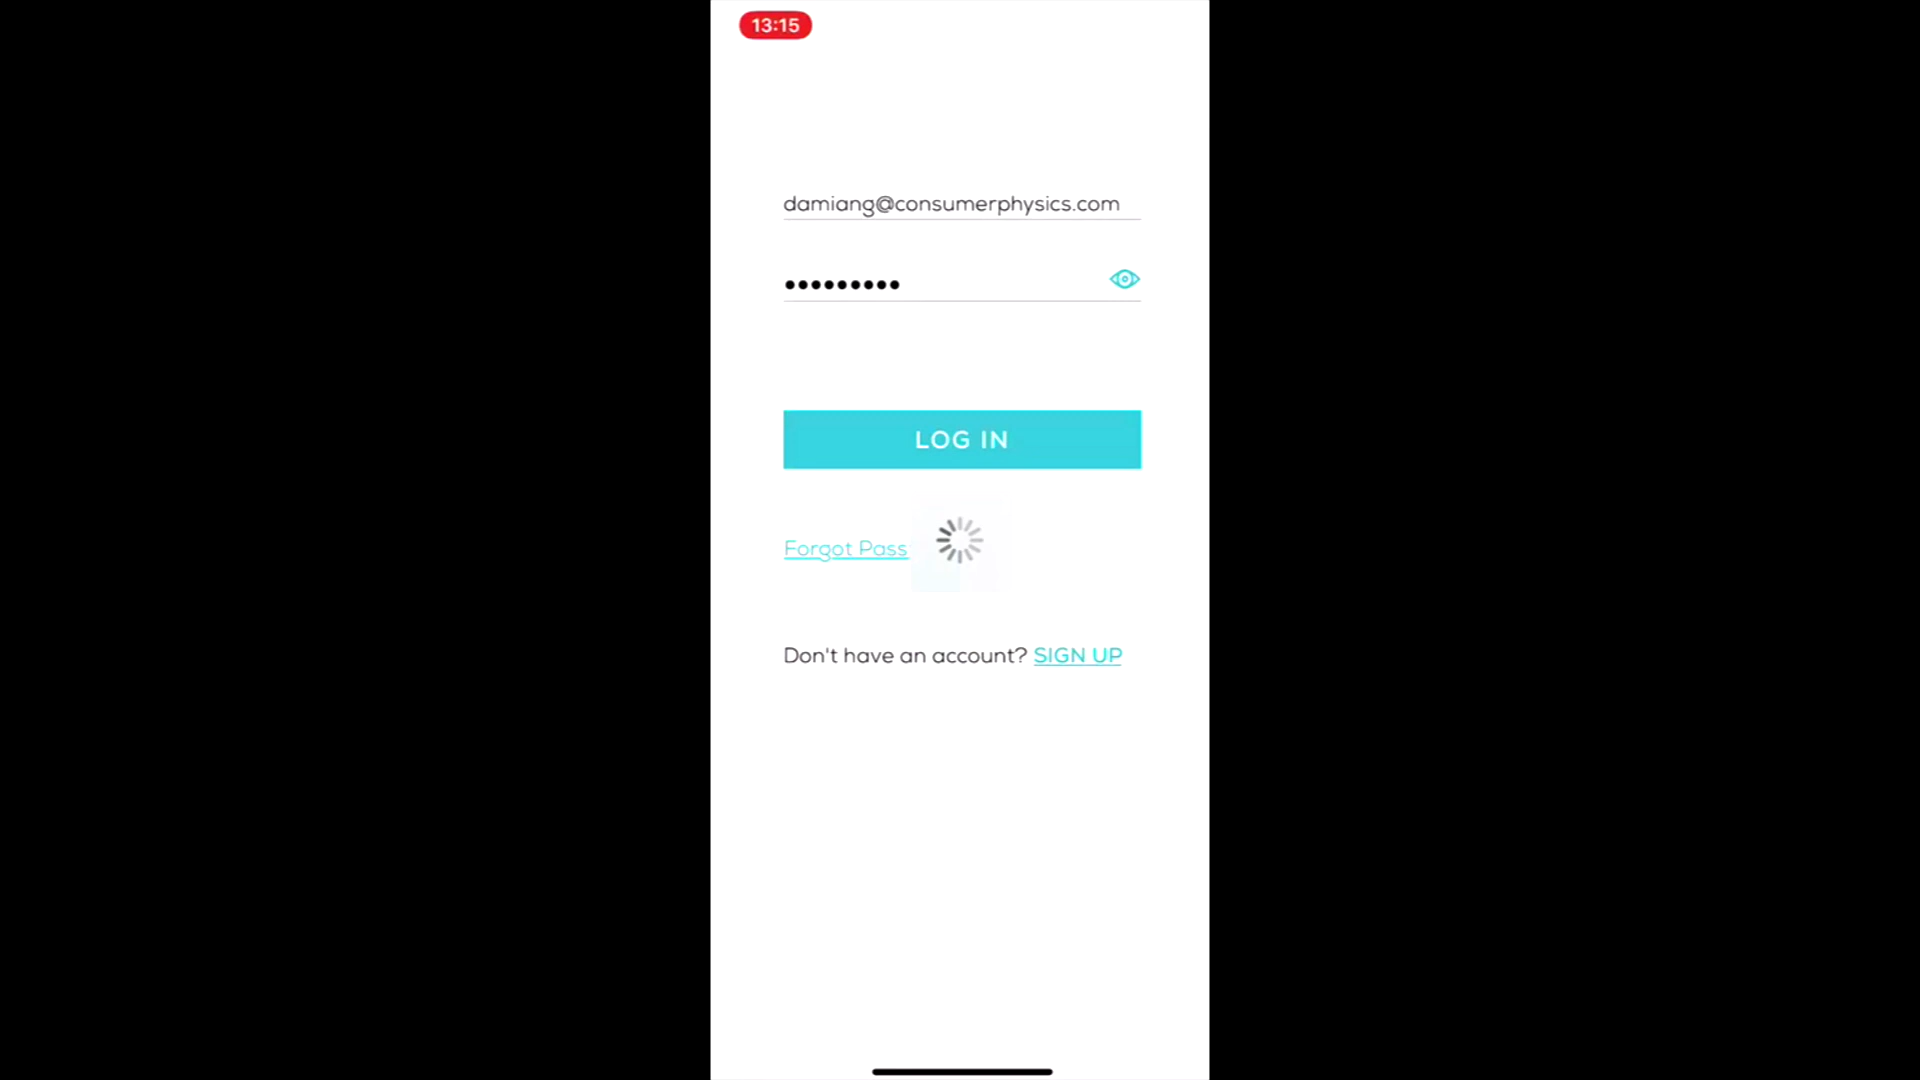 13:15
damiang@consumerphysics.com
•••••••••
LOG IN
Forgot Pass
Don't have an account? SIGN UP